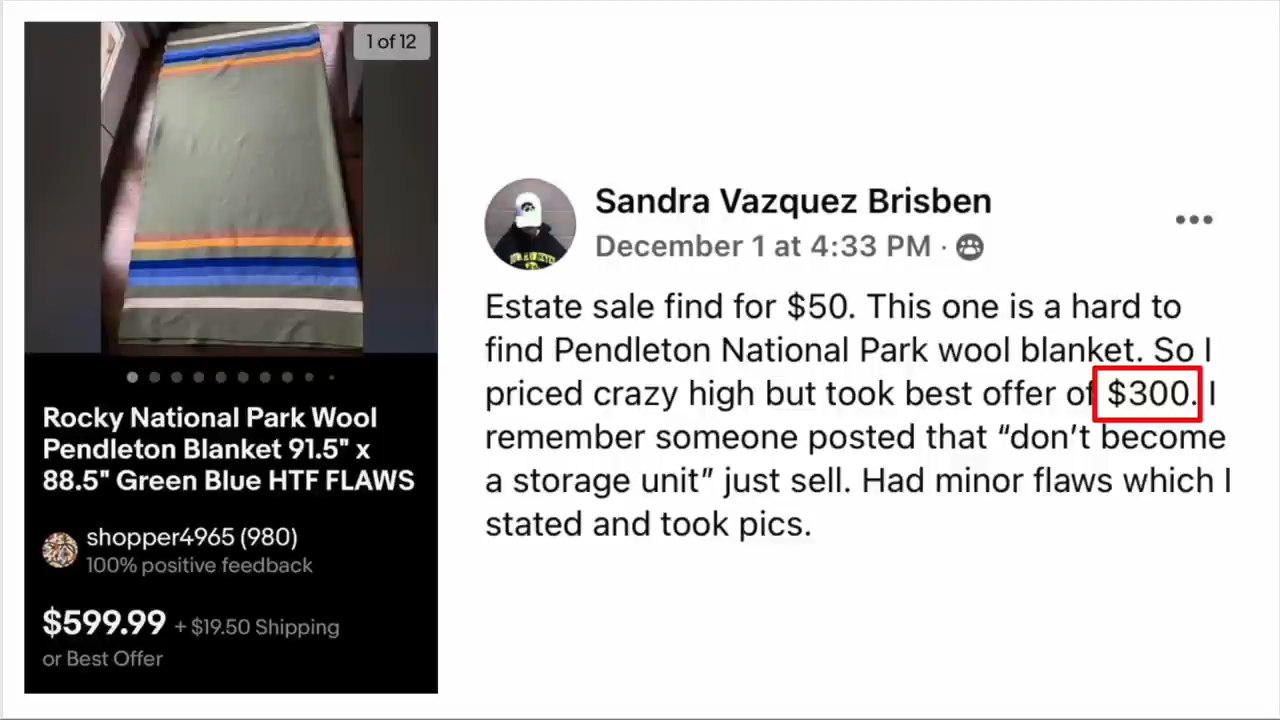 1 of 12
Rocky National Park Wool
Pendleton Blanket 91.5" x
88.5" Green Blue HTF FLAWS
shopper4965 (980)
100% positive feedback
$599.99 + $19.50 Shipping
or Best Offer
Sandra Vazquez Brisben
December 1 at 4:33 PM ·
Estate sale find for $50. This one is a hard to
find Pendleton National Park wool blanket. So I
priced crazy high but took best offer of $300. I
remember someone posted that “don’t become
a storage unit” just sell. Had minor flaws which I
stated and took pics.